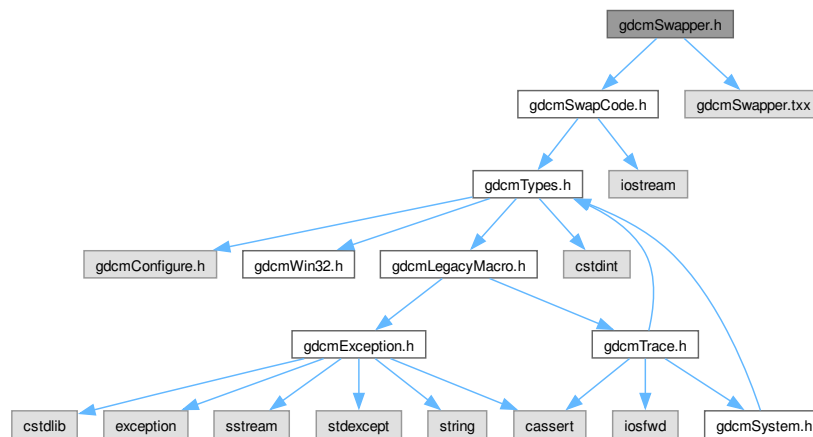 gdcmSwapper.h
gdcmSwapCode.h
gdcmSwapper.txx
gdcmTypes.h
iostream
gdcmConfigure.h
gdcmWin32.h
gdcmLegacyMacro.h
cstdint
gdcmException.h
gdcmTrace.h
cstdlib
exception
sstream
stdexcept
string
cassert
iosfwd
gdcmSystem.h